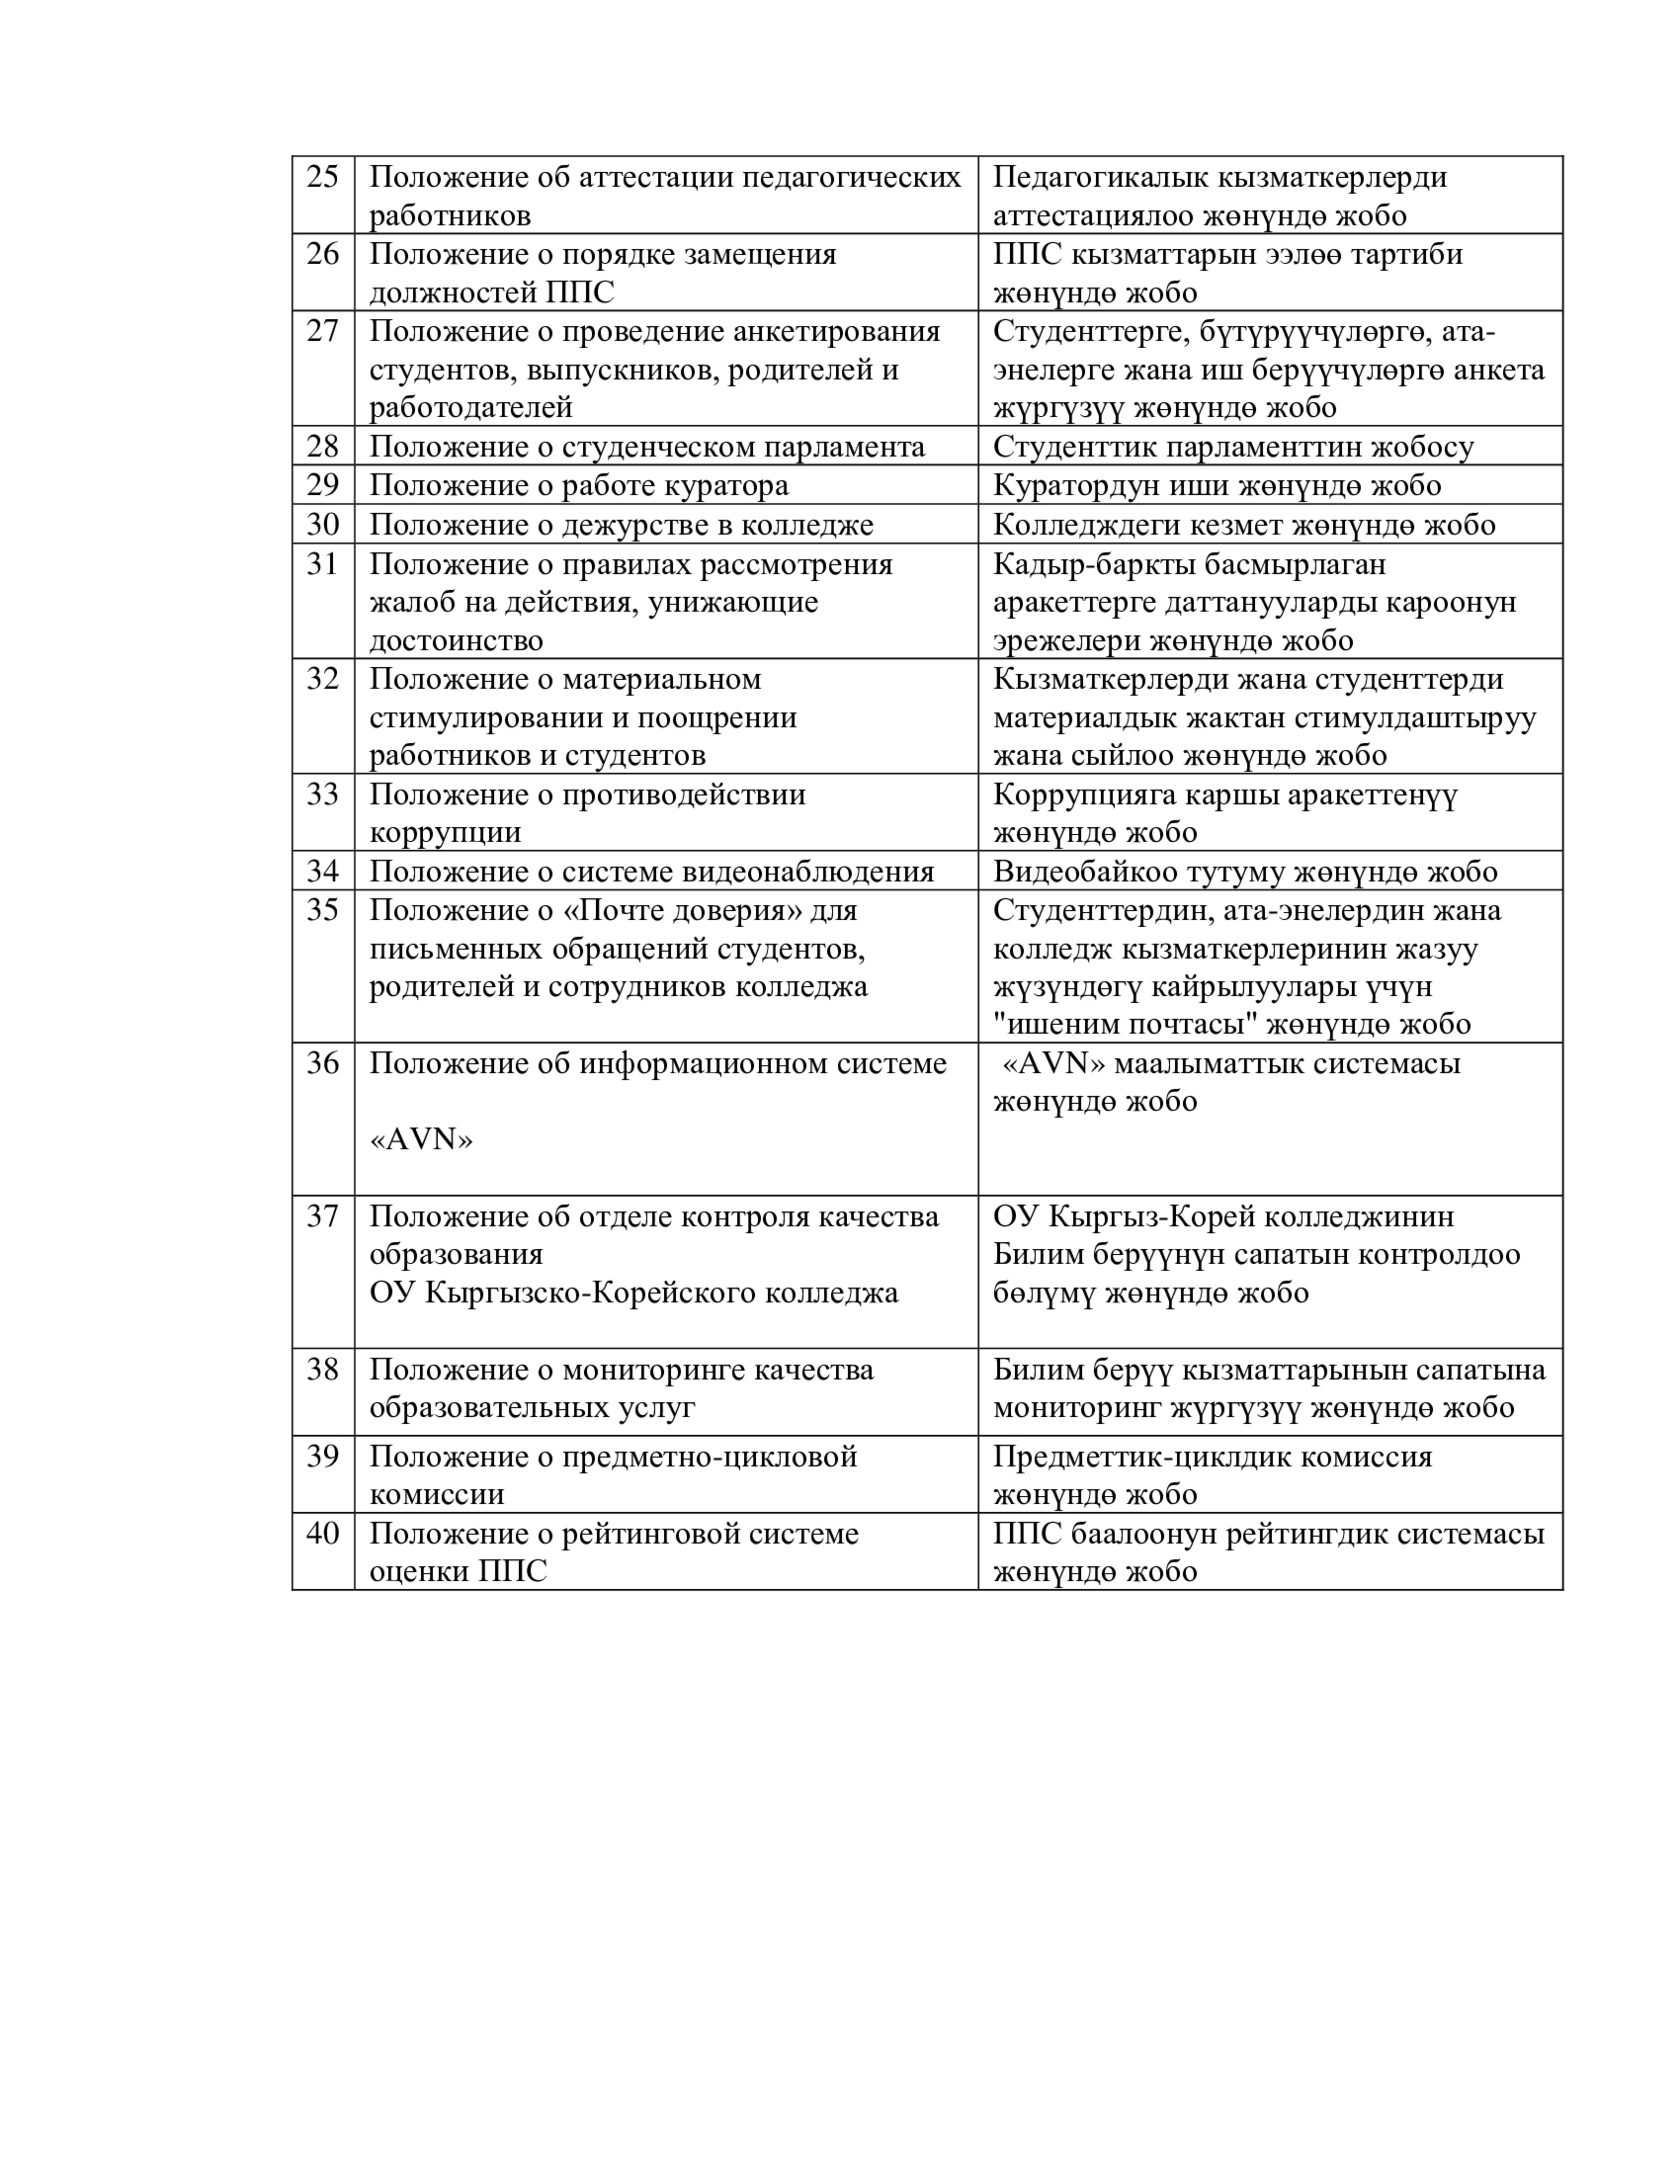 25 Положение об аттестации педагогических Педагогикалык кызматкерлерди
работников аттестациялоо жөнүндө жобо
26 Положение о порядке замещения ППС кызматтарын ээлөө тартиби
должностей ППС жөнүндө жобо
27 Положение о проведение анкетирования Студенттерге, бүтүрүүчүлөргө, ата-
студентов, выпускников, родителей и энелерге жана иш берүүчүлөргө анкета
работодателей жүргүзүү жөнүндө жобо
28 Положение о студенческом парламента Студенттик парламенттин жобосу
29 Положение о работе куратора Куратордун иши жөнүндө жобо
30 Положение о дежурстве в колледже Колледждеги кезмет жөнүндө жобо
31 Положение о правилах рассмотрения Кадыр-баркты басмырлаган
жалоб на действия, унижающие аракеттерге даттанууларды кароонун
достоинство эрежелери жөнүндө жобо
32 Положение о материальном Кызматкерлерди жана студенттерди
стимулировании и поощрении материалдык жактан стимулдаштыруу
работников и студентов жана сыйлоо жөнүндө жобо
33 Положение о противодействии Коррупцияга каршы аракеттенүү
коррупции жөнүндө жобо
34 Положение о системе видеонаблюдения Видеобайкоо тутуму жөнүндө жобо
35 Положение о «Почте доверия» для Студенттердин, ата-энелердин жана
письменных обращений студентов, колледж кызматкерлеринин жазуу
родителей и сотрудников колледжа жүзүндөгү кайрылуулары үчүн
"ишеним почтасы" жөнүндө жобо
36 Положение об информационном системе «AVN» маалыматтык системасы
жөнүндө жобо
«AVN»
37 Положение об отделе контроля качества ОУ Кыргыз-Корей колледжинин
образования Билим берүүнүн сапатын контролдоо
ОУ Кыргызско-Корейского колледжа бөлүмү жөнүндө жобо
38 Положение о мониторинге качества Билим берүү кызматтарынын сапатына
образовательных услуг мониторинг жүргүзүү жөнүндө жобо
39 Положение о предметно-цикловой Предметтик-циклдик комиссия
комиссии жөнүндө жобо
40 Положение о рейтинговой системе ППС баалоонун рейтингдик системасы
оценки ППС жөнүндө жобо